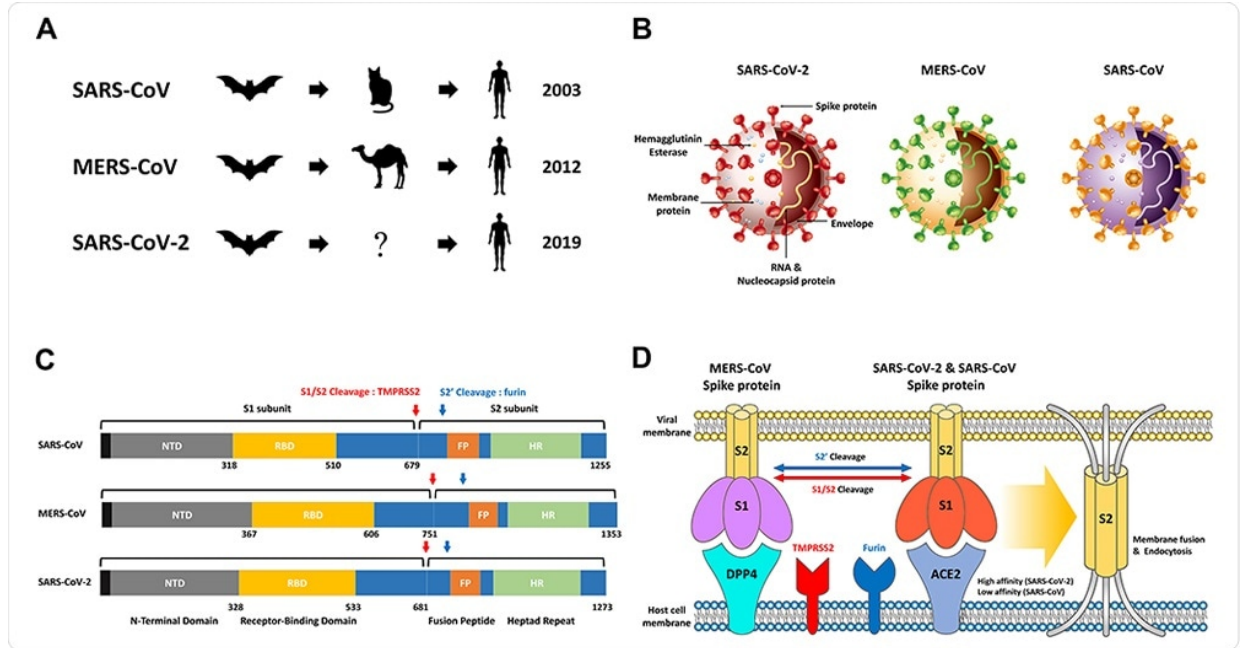 A
SARS-CoV
2003
MERS-CoV
2012
SARS-CoV-2
?
2019
B
SARS-CoV-2
MERS-CoV
SARS-CoV
Spike protein
Hemagglutinin
Esterase
Membrane
protein
Envelope
RNA &
Nucleocapsid protein
C
S1/S2 Cleavage : TMPRSS2
S2’ Cleavage : furin
S1 subunit
S2 subunit
SARS-CoV
NTD
RBD
FP
HR
318
510
679
1255
MERS-CoV
NTD
RBD
FP
HR
367
606
751
1353
SARS-CoV-2
NTD
RBD
FP
HR
328
533
681
1273
N-Terminal Domain
Receptor-Binding Domain
Fusion Peptide
Heptad Repeat
D
MERS-CoV
Spike protein
SARS-CoV-2 & SARS-CoV
Spike protein
Viral
membrane
S2
S2
S2’ Cleavage
S1/S2 Cleavage
S1
S1
S2
TMPRSS2
Furin
Membrane fusion
& Endocytosis
DPP4
ACE2
High affinity (SARS-CoV-2)
Low affinity (SARS-CoV)
Host cell
membrane